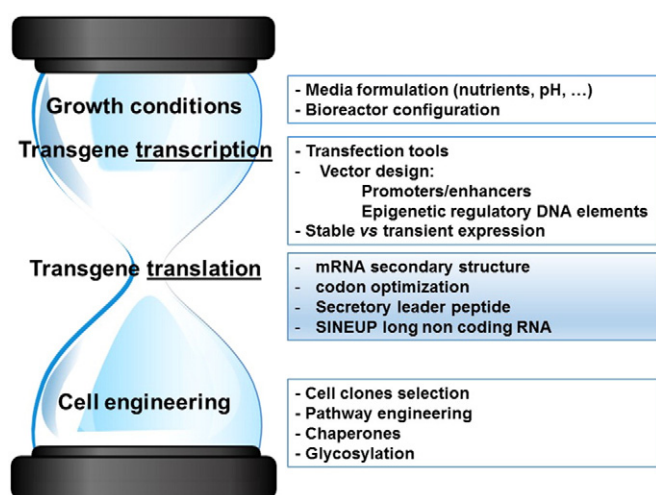 Growth conditions
- Media formulation (nutrients, pH, …)
- Bioreactor configuration
Transgene transcription
- Transfection tools
- Vector design:
Promoters/enhancers
Epigenetic regulatory DNA elements
- Stable vs transient expression
Transgene translation
- mRNA secondary structure
- codon optimization
- Secretory leader peptide
- SINEUP long non coding RNA
Cell engineering
- Cell clones selection
- Pathway engineering
- Chaperones
- Glycosylation